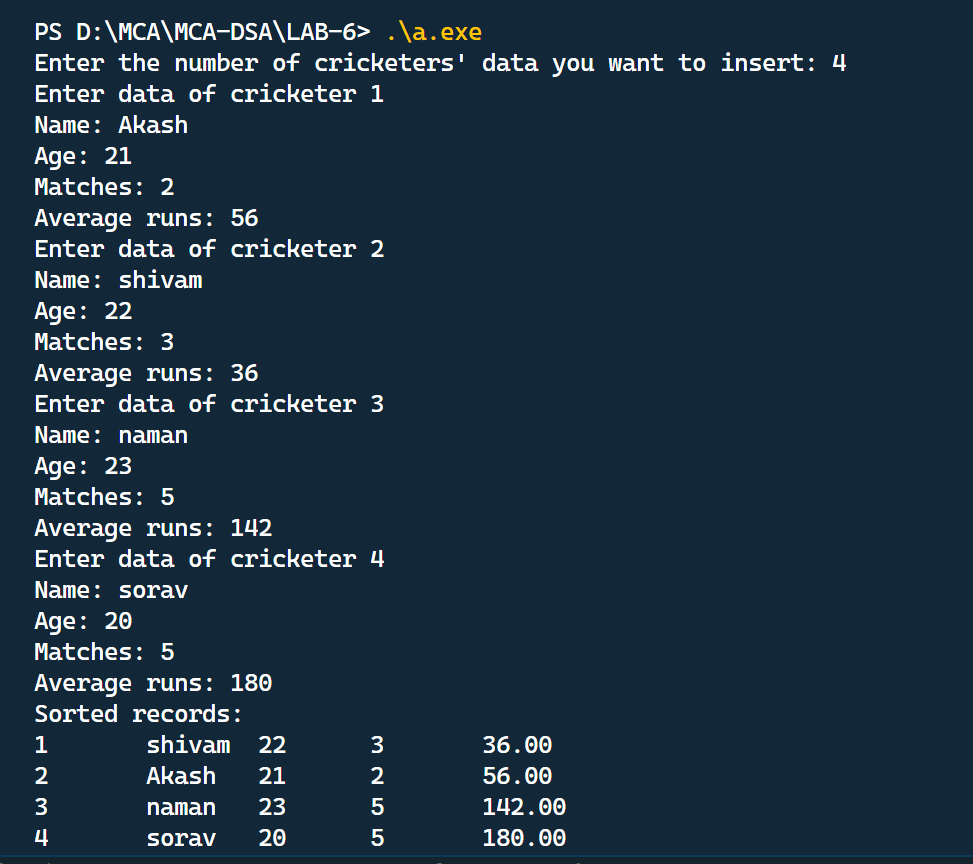 PS D:\MCA\MCA-DSA\LAB-6> .\a.exe
Enter the number of cricketers' data you want to insert: 4
Enter data of cricketer 1
Name: Akash
Age: 21
Matches: 2
Average runs: 56
Enter data of cricketer 2
Name: shivam
Age: 22
Matches: 3
Average runs: 36
Enter data of cricketer 3
Name: naman
Age: 23
Matches: 5
Average runs: 142
Enter data of cricketer 4
Name: sorav
Age: 20
Matches: 5
Average runs: 180
Sorted records:
1 shivam 22 3 36.00
2 Akash 21 2 56.00
3 naman 23 5 142.00
4 sorav 20 5 180.00